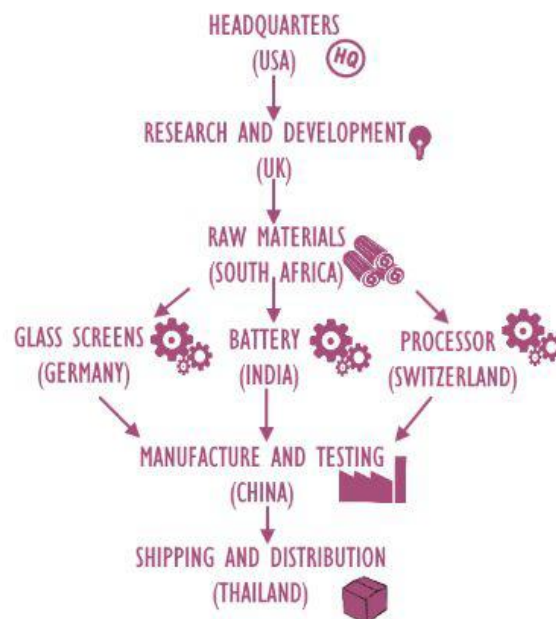 HEADQUARTERS
(USA)
HQ
RESEARCH AND DEVELOPMENT
(UK)
RAW MATERIALS
(SOUTH AFRICA)
GLASS SCREENS
(GERMANY)
BATTERY
(INDIA)
PROCESSOR
(SWITZERLAND)
MANUFACTURE AND TESTING
(CHINA)
SHIPPING AND DISTRIBUTION
(THAILAND)